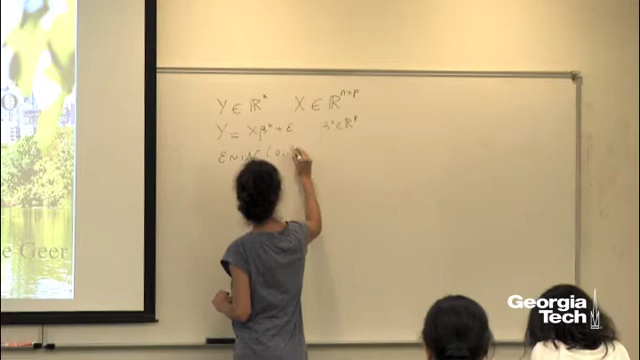 Y ∈ ℝⁿ X ∈ ℝⁿˣᵖ
Y = Xβ* + ε β* ∈ ℝᵖ
ε ~ N (0,
e Geer
Georgia
Tech